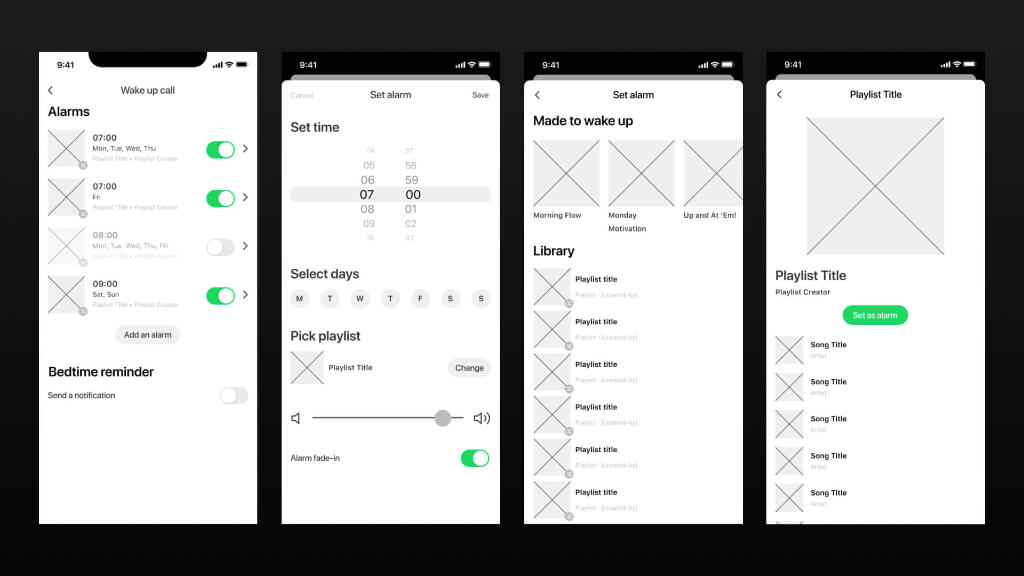 9:41
Wake up call
Alarms
07:00
Mon, Tue, Wed, Thu
Playlist Title • Playlist Creator
07:00
Fri
Playlist Title • Playlist Creator
08:00
Mon, Tue, Wed, Thu, Fri
Playlist Title • Playlist Creator
09:00
Sat, Sun
Playlist Title • Playlist Creator
Add an alarm
Bedtime reminder
Send a notification
9:41
Cancel Set alarm Save
Set time
04 57
05 58
06 59
07 00
08 01
09 02
10 03
Select days
M T W T F S S
Pick playlist
Playlist Title Change
Alarm fade-in
9:41
Set alarm
Made to wake up
Morning Flow
Monday
Motivation
Up and At 'Em!
Library
Playlist title
Playlist - [created-by]
Playlist title
Playlist - [created-by]
Playlist title
Playlist - [created-by]
Playlist title
Playlist - [created-by]
Playlist title
Playlist - [created-by]
Playlist title
Playlist - [created-by]
9:41
Playlist Title
Playlist Title
Playlist Creator
Set as alarm
Song Title
Artist
Song Title
Artist
Song Title
Artist
Song Title
Artist
Song Title
Artist